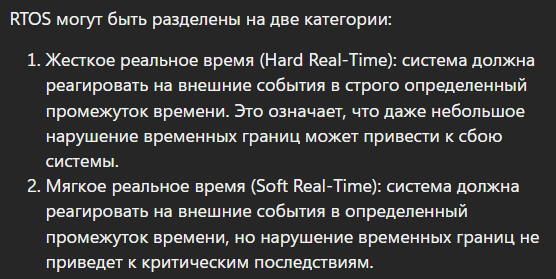 RTOS могут быть разделены на две категории:
1. Жесткое реальное время (Hard Real-Time): система должна
реагировать на внешние события в строго определенный
промежуток времени. Это означает, что даже небольшое
нарушение временных границ может привести к сбою
системы.
2. Мягкое реальное время (Soft Real-Time): система должна
реагировать на внешние события в определенный
промежуток времени, но нарушение временных границ не
приведет к критическим последствиям.